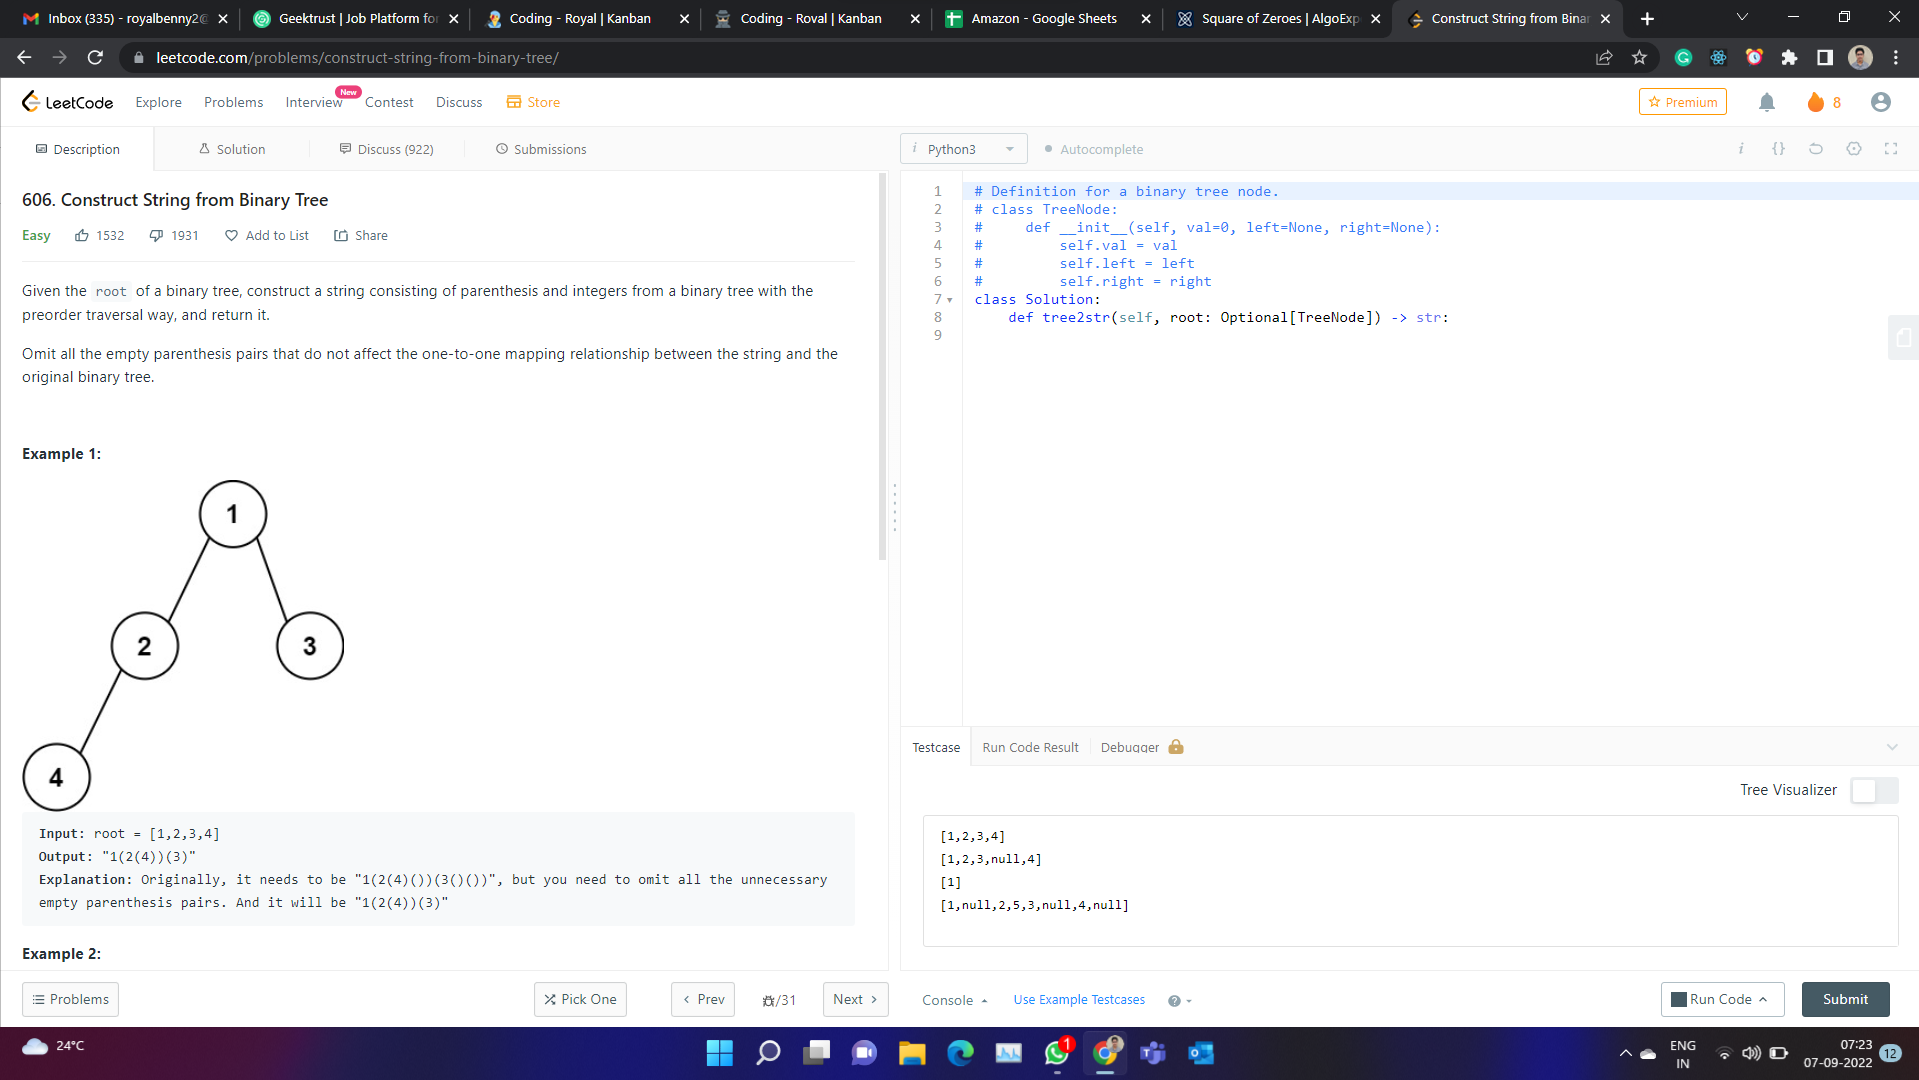 Inbox (335) - royalbenny2@
Geektrust | Job Platform for
Coding - Royal | Kanban
Coding - Royal | Kanban
Amazon - Google Sheets
Square of Zeroes | AlgoExp
Construct String from Binar
leetcode.com/problems/construct-string-from-binary-tree/
LeetCode
Explore
Problems
Interview
New
Contest
Discuss
Store
Premium
8
Description
Solution
Discuss (922)
Submissions
Python3
Autocomplete
606. Construct String from Binary Tree
Easy
1532
1931
Add to List
Share
Given the root of a binary tree, construct a string consisting of parenthesis and integers from a binary tree with the
preorder traversal way, and return it.
Omit all the empty parenthesis pairs that do not affect the one-to-one mapping relationship between the string and the
original binary tree.
Example 1:
1
2
3
4
Input: root = [1,2,3,4]
Output: "1(2(4))(3)"
Explanation: Originally, it needs to be "1(2(4)())(3()())", but you need to omit all the unnecessary
empty parenthesis pairs. And it will be "1(2(4))(3)"
Example 2:
1 # Definition for a binary tree node.
2 # class TreeNode:
3 #     def __init__(self, val=0, left=None, right=None):
4 #         self.val = val
5 #         self.left = left
6 #         self.right = right
7 class Solution:
8     def tree2str(self, root: Optional[TreeNode]) -> str:
9
Testcase
Run Code Result
Debugger
Tree Visualizer
[1,2,3,4]
[1,2,3,null,4]
[1]
[1,null,2,5,3,null,4,null]
Problems
Pick One
Prev
/31
Next
Console
Use Example Testcases
Run Code
Submit
24°C
1
ENG
IN
07:23
07-09-2022
12